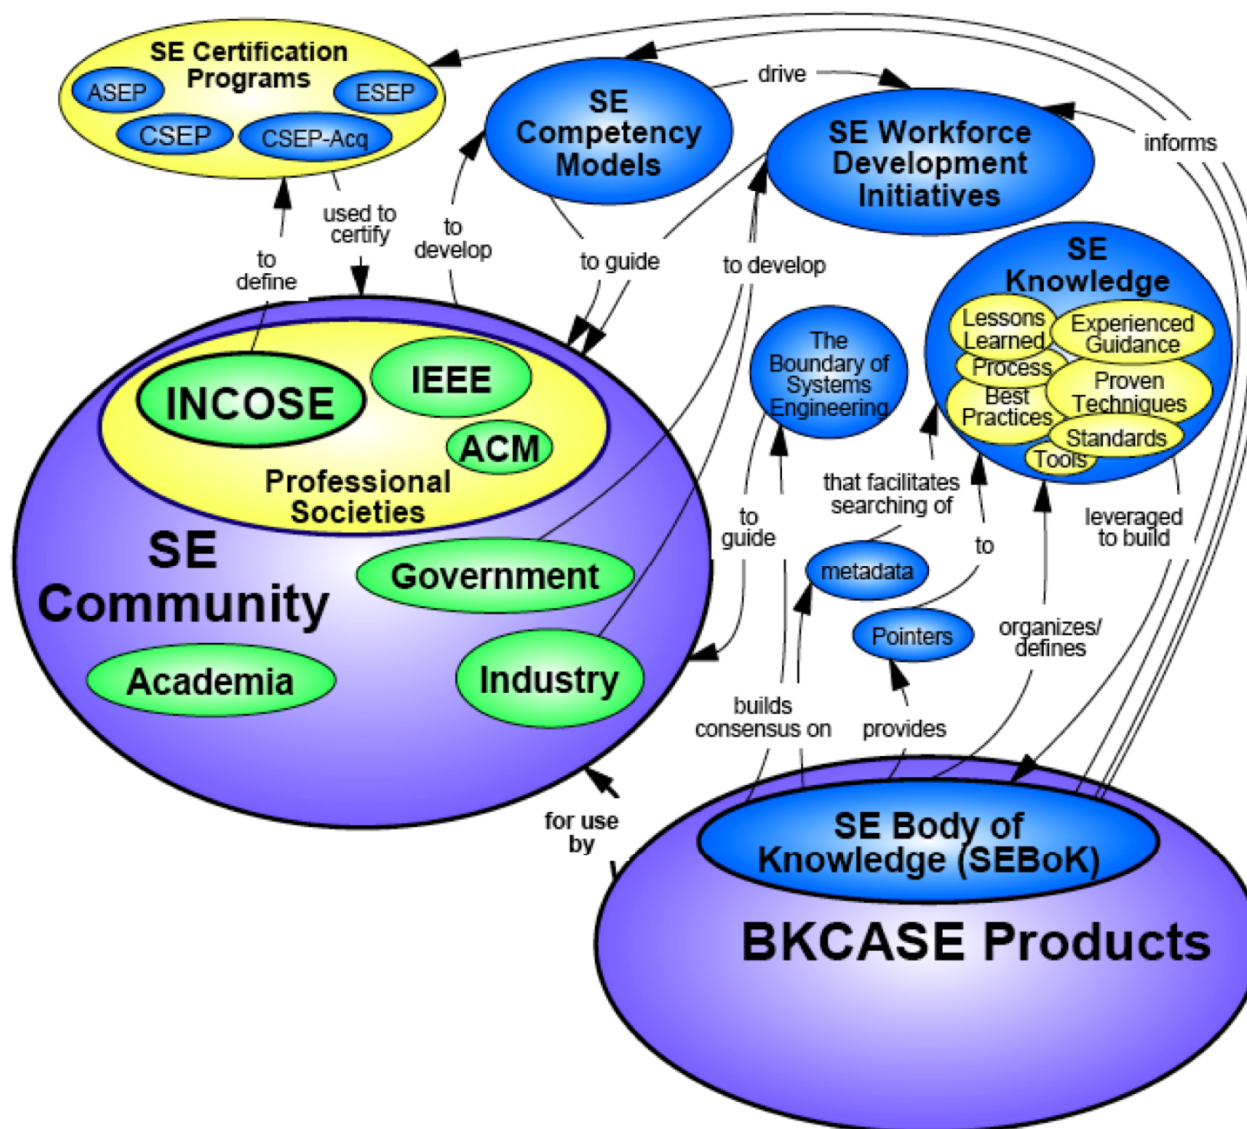 SE Certification
Programs
ASEP
ESEP
CSEP
CSEP-Acq
SE
Competency
Models
drive
SE Workforce
Development
Initiatives
informs
used to
certify
to
define
to
develop
to guide
to develop
SE
Knowledge
Lessons
Learned
Experienced
Guidance
Process
Proven
Techniques
Best
Practices
Standards
Tools
The
Boundary of
Systems
Engineering
INCOSE
IEEE
ACM
Professional
Societies
SE
Community
Government
Academia
Industry
to
guide
that facilitates
searching of
to
leveraged
to build
metadata
Pointers
organizes/
defines
builds
consensus on
provides
for use
by
SE Body of
Knowledge (SEBoK)
BKCASE Products